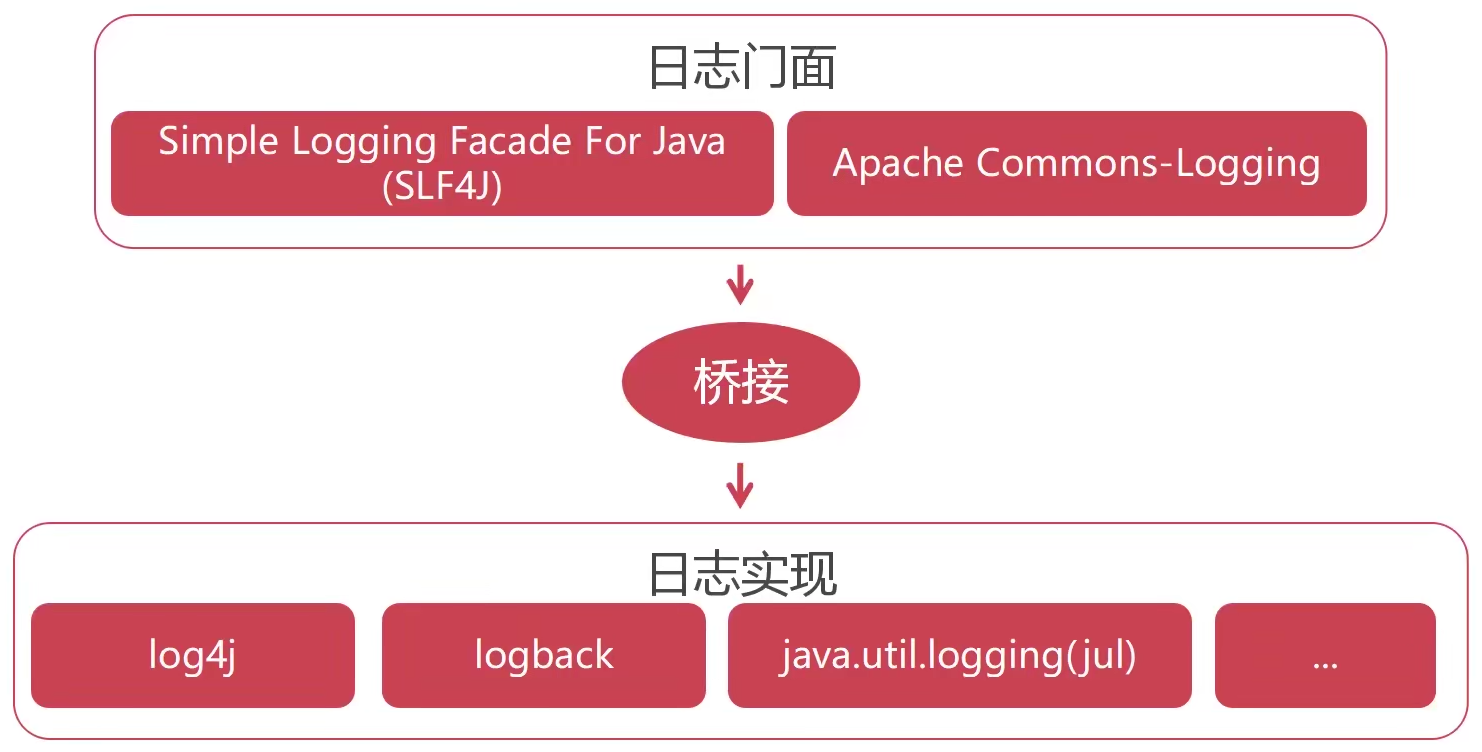 日志门面
Simple Logging Facade For Java
(SLF4J)
Apache Commons-Logging
桥接
日志实现
log4j
logback
java.util.logging(jul)
...